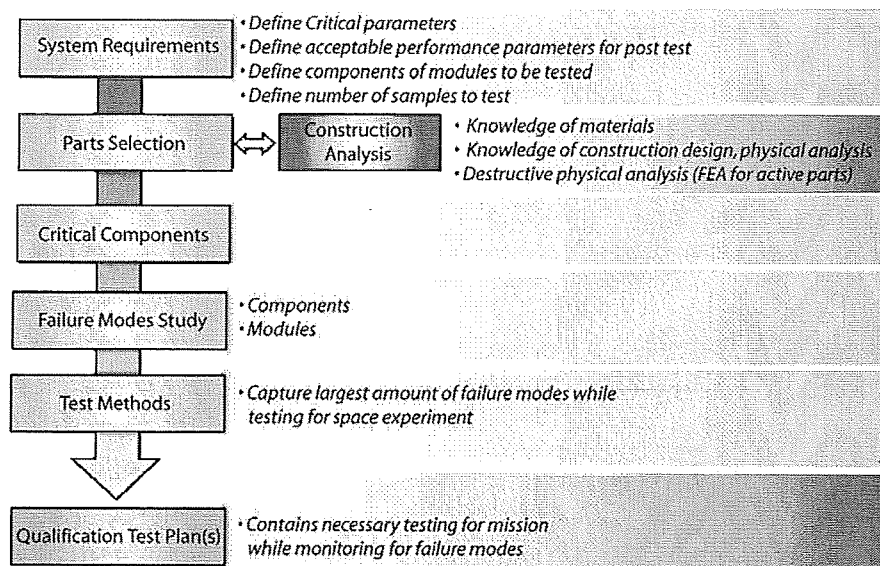 System Requirements
• Define Critical parameters
• Define acceptable performance parameters for post test
• Define components of modules to be tested
• Define number of samples to test
Parts Selection
Construction
Analysis
• Knowledge of materials
• Knowledge of construction design, physical analysis
• Destructive physical analysis (FEA for active parts)
Critical Components
Failure Modes Study
• Components
• Modules
Test Methods
• Capture largest amount of failure modes while
testing for space experiment
Qualification Test Plan(s)
• Contains necessary testing for mission
while monitoring for failure modes